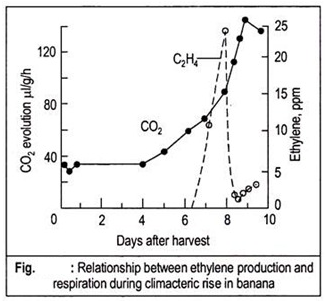 120
80
40
CO2 evolution μl/g/h
C2H4
CO2
25
20
15
10
5
0
Ethylene, ppm
0 2 4 6 8 10
Days after harvest
Fig. : Relationship between ethylene production and
respiration during climacteric rise in banana